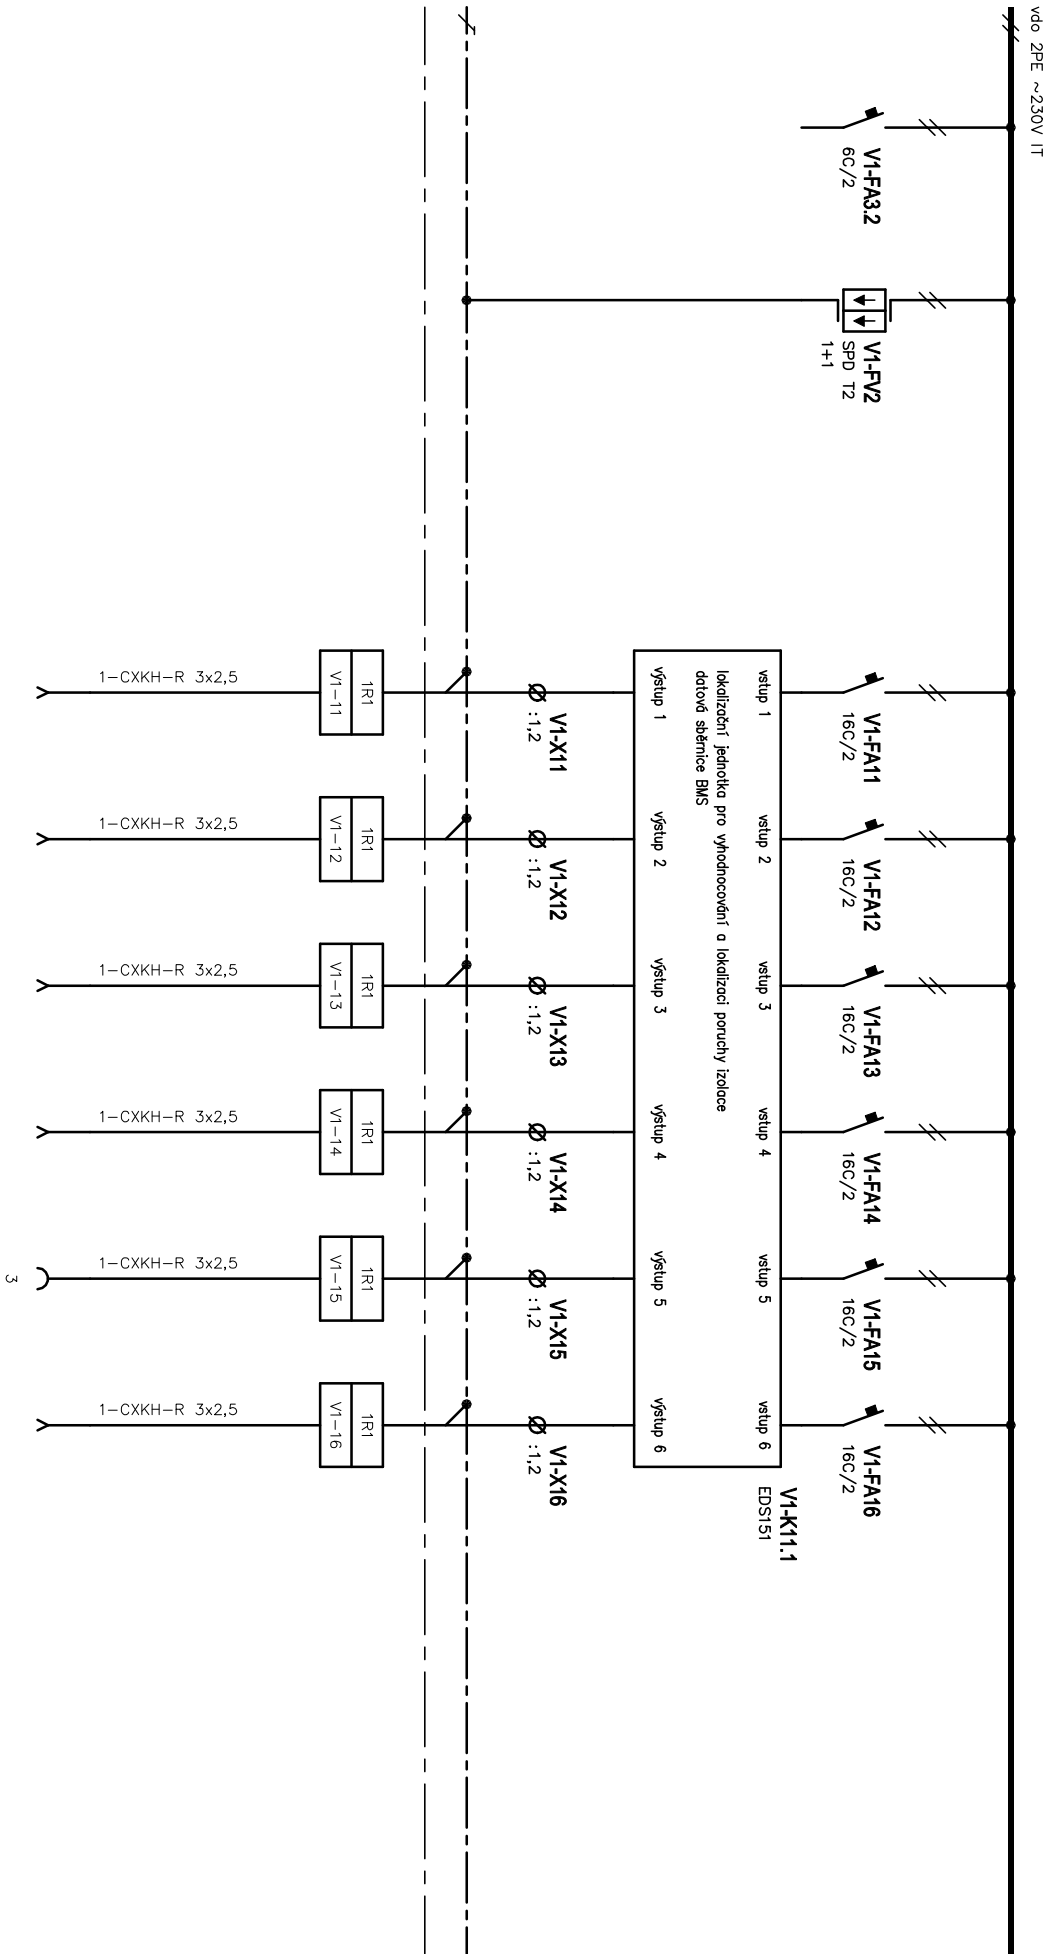 vdo 2PE ~230V IT
V1-FA3.2
6C/2
V1-FV2
SPD T2
1+1
V1-FA11
16C/2
V1-FA12
16C/2
V1-FA13
16C/2
V1-FA14
16C/2
V1-FA15
16C/2
V1-FA16
16C/2
V1-K11.1
EDS151
vstup 1
vstup 2
vstup 3
vstup 4
vstup 5
vstup 6
lokalizační jednotka pro vyhodnocování a lokalizaci poruchy izolace
datová sběrnice BMS
výstup 1
výstup 2
výstup 3
výstup 4
výstup 5
výstup 6
V1-X11
:1,2
V1-X12
:1,2
V1-X13
:1,2
V1-X14
:1,2
V1-X15
:1,2
V1-X16
:1,2
1R1
V1-11
1R1
V1-12
1R1
V1-13
1R1
V1-14
1R1
V1-15
1R1
V1-16
1-CXKH-R 3x2,5
1-CXKH-R 3x2,5
1-CXKH-R 3x2,5
1-CXKH-R 3x2,5
1-CXKH-R 3x2,5
1-CXKH-R 3x2,5
3